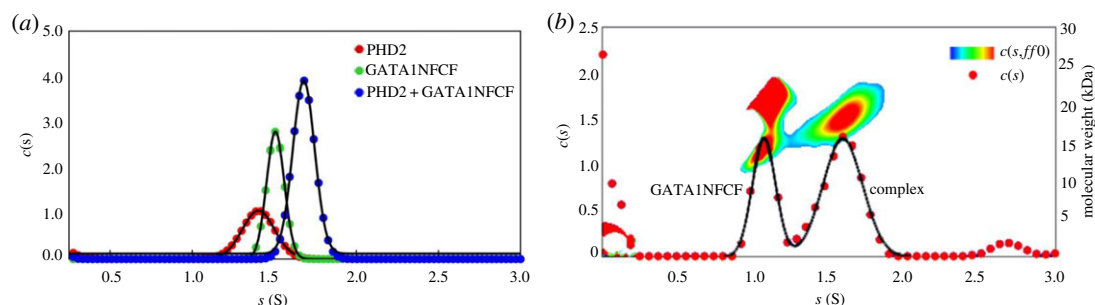 (a)
5.0
4.0
3.0
2.0
1.0
0.0
c(s)
PHD2
GATA1NFCF
PHD2 + GATA1NFCF
0.5
1.0
1.5
2.0
2.5
3.0
s (S)
(b)
2.5
2.0
1.5
1.0
0.5
0
c(s)
c(s,ff0)
c(s)
GATA1NFCF
complex
30
25
20
15
10
5
molecular weight (kDa)
0.5
1.0
1.5
2.0
2.5
3.0
s (S)